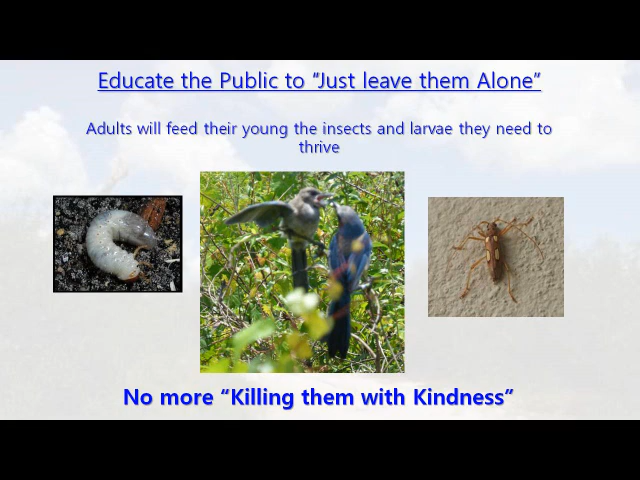 Educate the Public to “Just leave them Alone”
Adults will feed their young the insects and larvae they need to
thrive
No more “Killing them with Kindness”